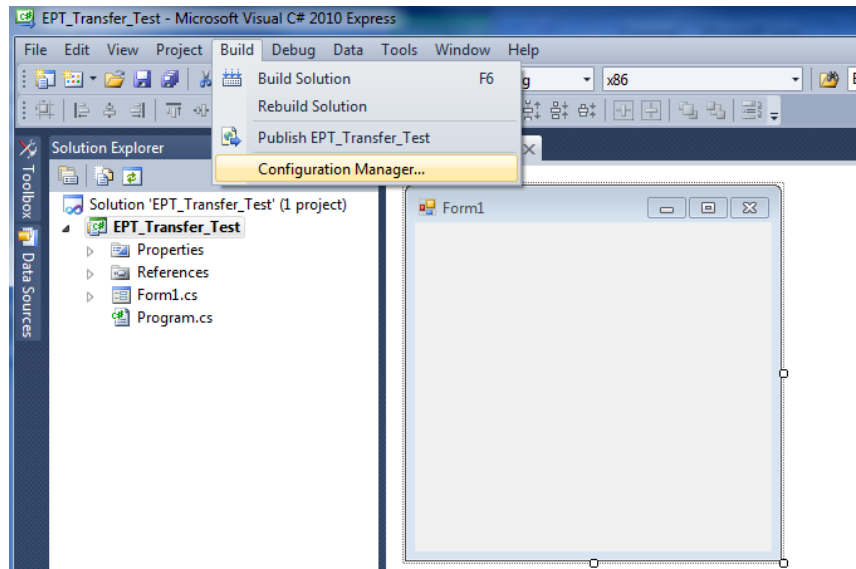 EPT_Transfer_Test - Microsoft Visual C# 2010 Express
File Edit View Project Build Debug Data Tools Window Help
Build Solution F6
x86
Rebuild Solution
Publish EPT_Transfer_Test
Configuration Manager...
Solution Explorer
Toolbox
Data Sources
Solution 'EPT_Transfer_Test' (1 project)
EPT_Transfer_Test
Properties
References
Form1.cs
Program.cs
Form1